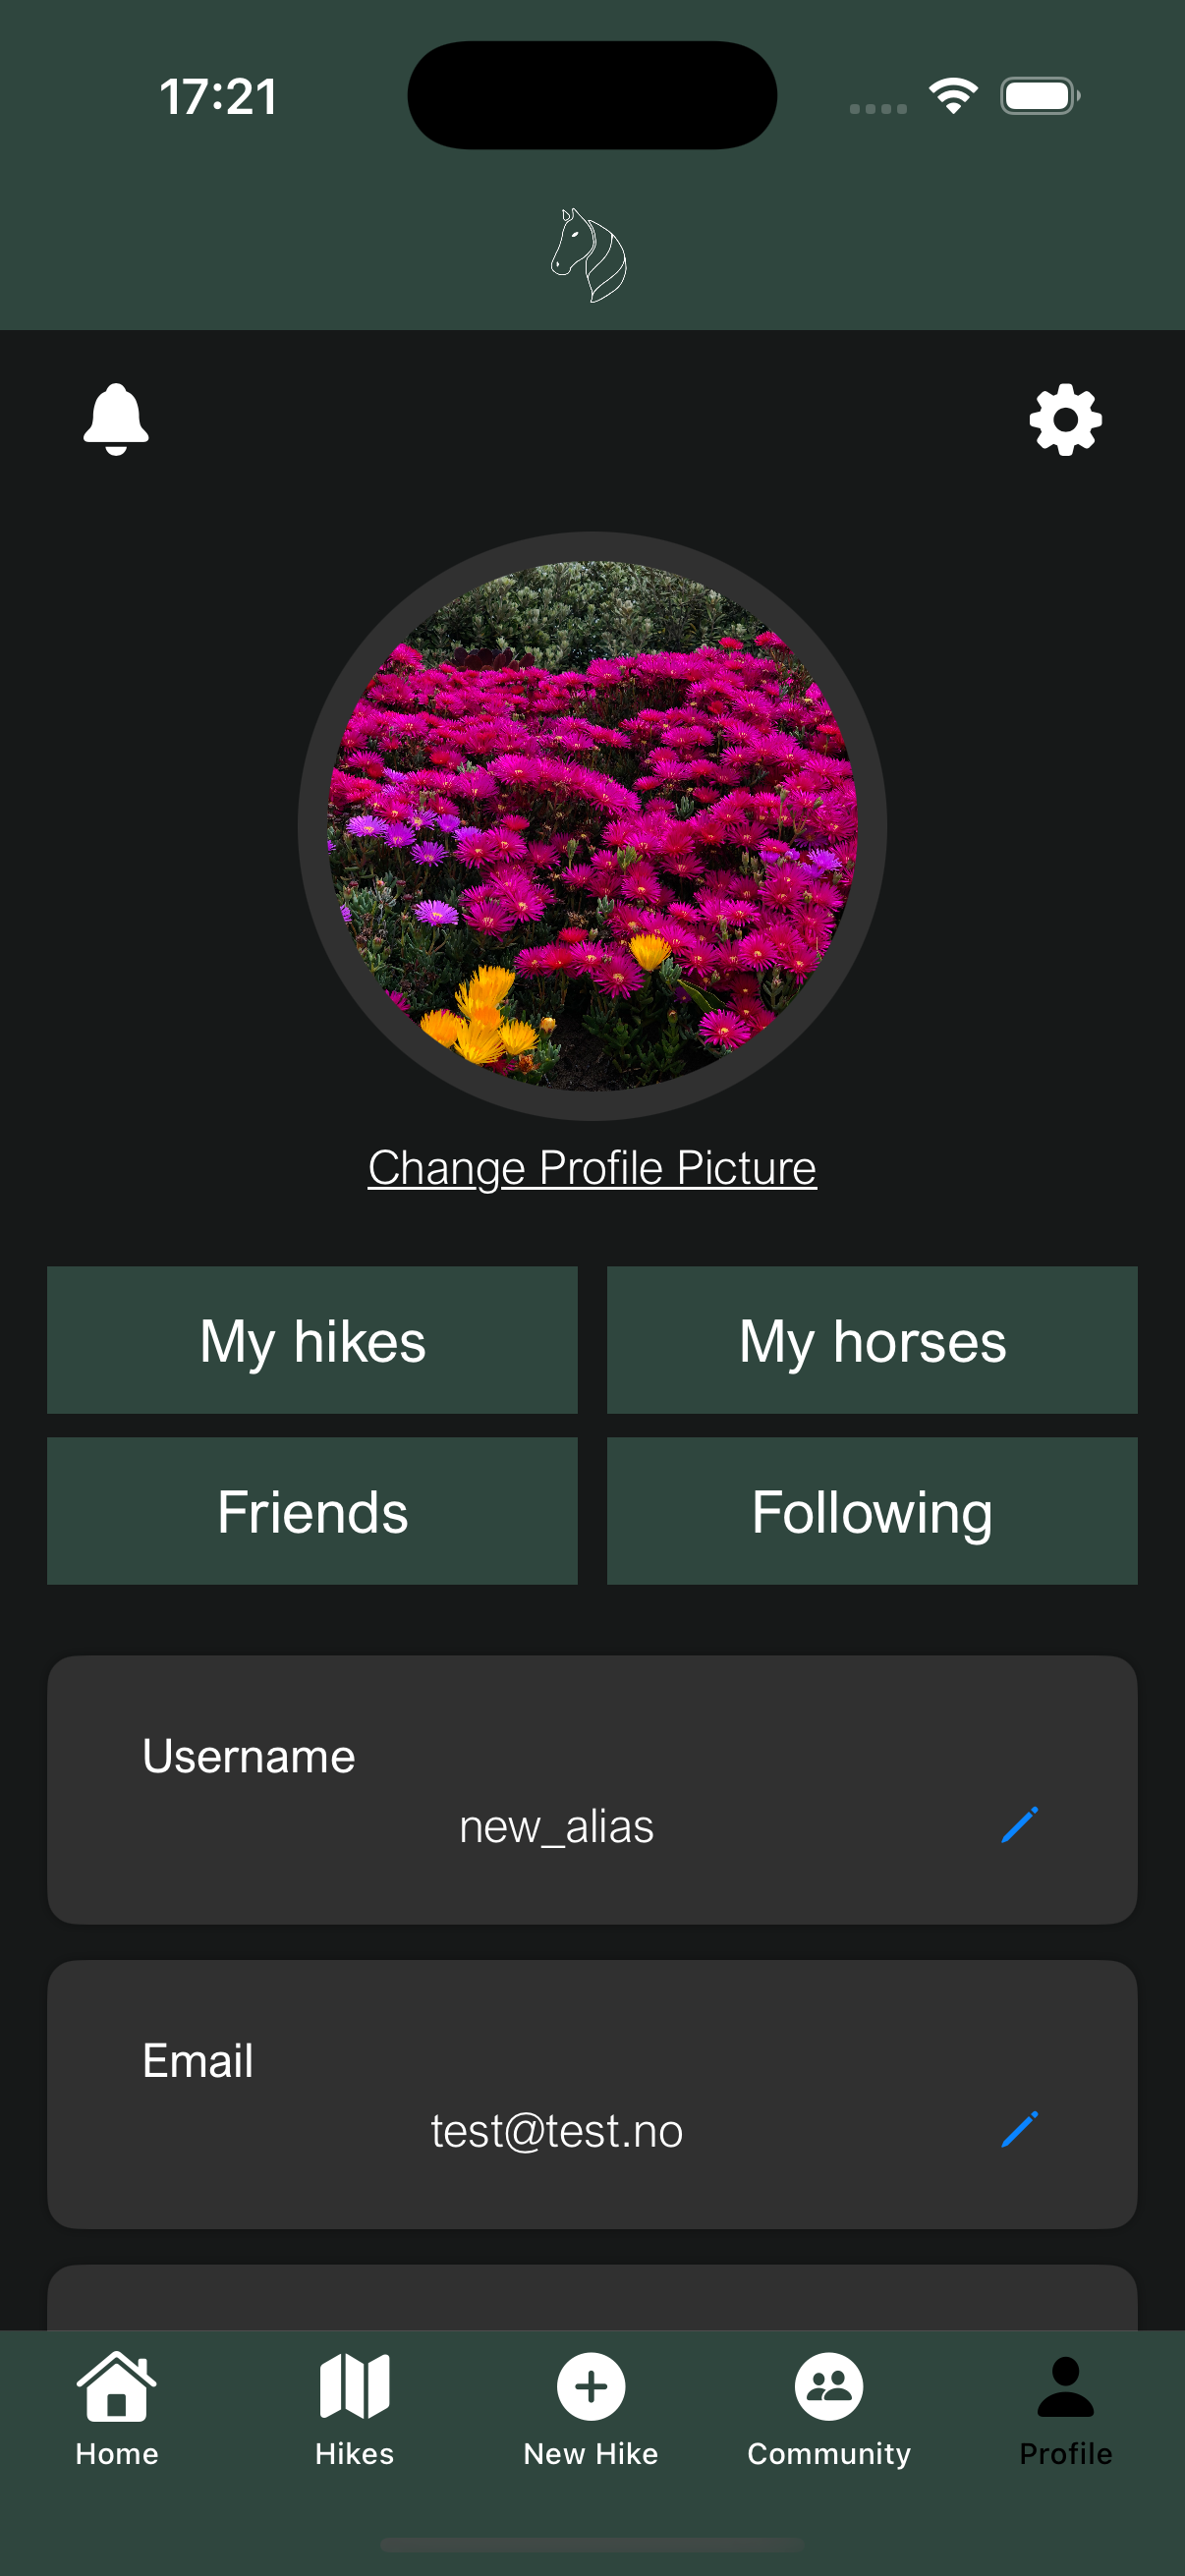 17:21
Change Profile Picture
My hikes
My horses
Friends
Following
Username
new_alias
Email
test@test.no
Home
Hikes
New Hike
Community
Profile